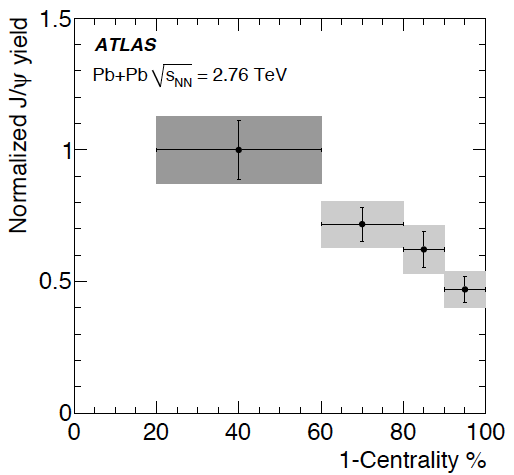 Normalized J/ψ yield
1.5
1
0.5
0
ATLAS
Pb+Pb √sNN = 2.76 TeV
0 20 40 60 80 100
1-Centrality %